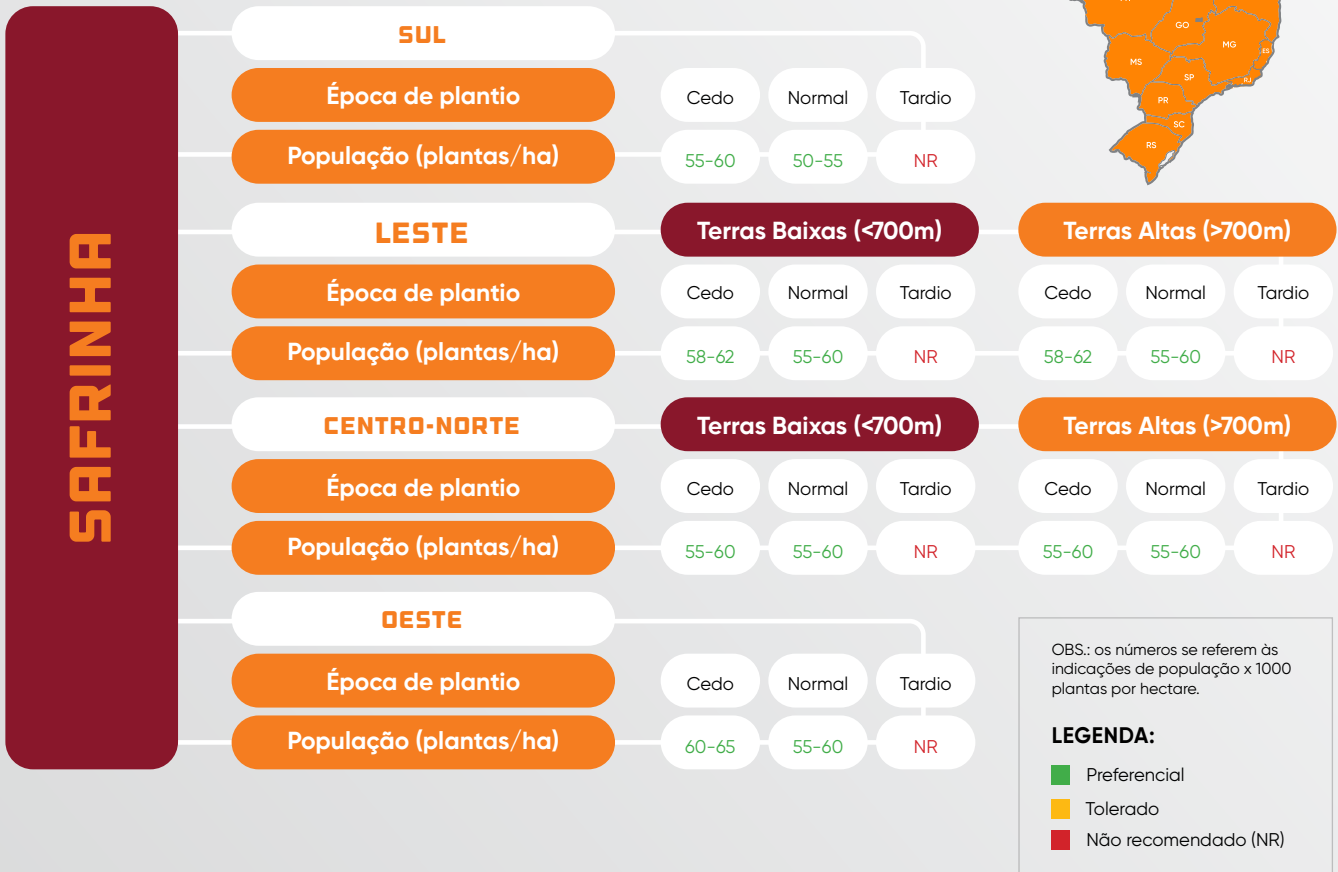 SAFRINHA
GO
MG
ES
MS
SP
RJ
PR
SC
RS
SUL
Época de plantio
Cedo
Normal
Tardio
População (plantas/ha)
55-60
50-55
NR
LESTE
Terras Baixas (<700m)
Terras Altas (>700m)
Época de plantio
Cedo
Normal
Tardio
Cedo
Normal
Tardio
População (plantas/ha)
58-62
55-60
NR
58-62
55-60
NR
CENTRO-NORTE
Terras Baixas (<700m)
Terras Altas (>700m)
Época de plantio
Cedo
Normal
Tardio
Cedo
Normal
Tardio
População (plantas/ha)
55-60
55-60
NR
55-60
55-60
NR
OESTE
Época de plantio
Cedo
Normal
Tardio
População (plantas/ha)
60-65
55-60
NR
OBS.: os números se referem às
indicações de população x 1000
plantas por hectare.
LEGENDA:
Preferencial
Tolerado
Não recomendado (NR)